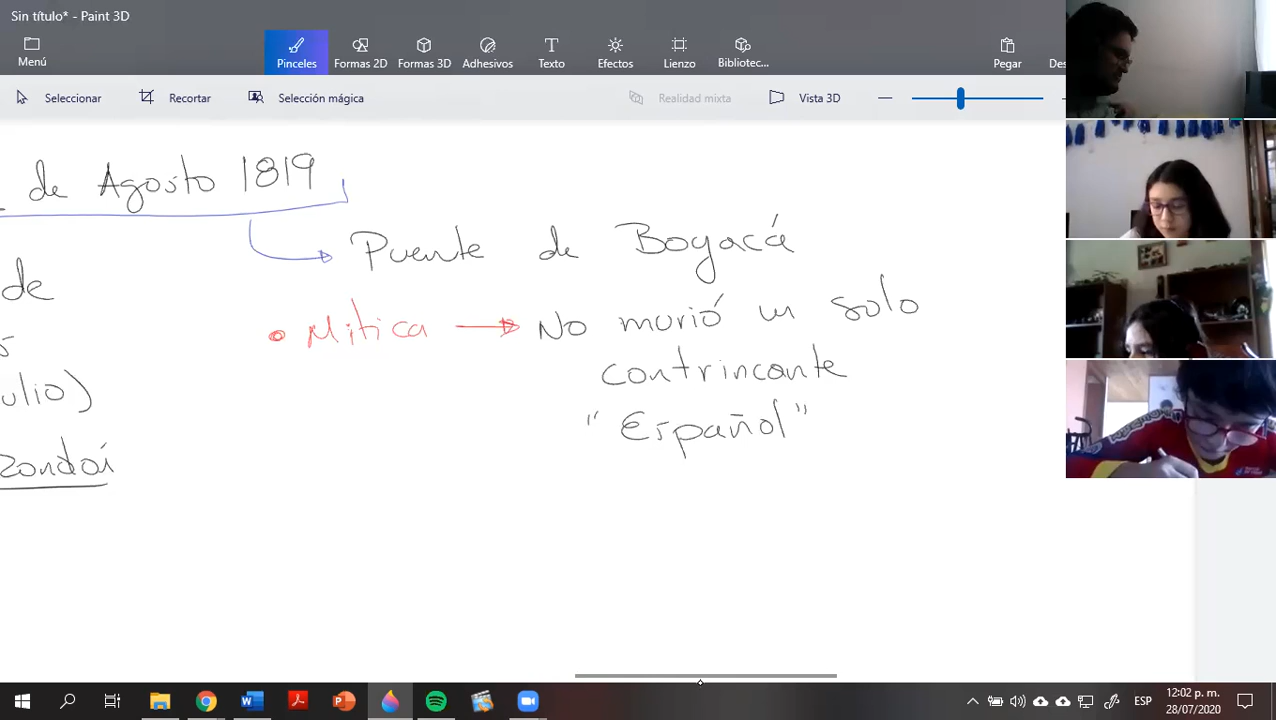 Sin título* - Paint 3D
Menú
Pinceles
Formas 2D
Formas 3D
Adhesivos
Texto
Efectos
Lienzo
Bibliotec...
Pegar
Des
Seleccionar
Recortar
Selección mágica
Realidad mixta
Vista 3D
de Agosto 1819
Puente de Boyacá
de
• Mítica → No murió un solo
contrincante
"Español"
s
ulio)
zondoi
ESP
12:02 p. m.
28/07/2020